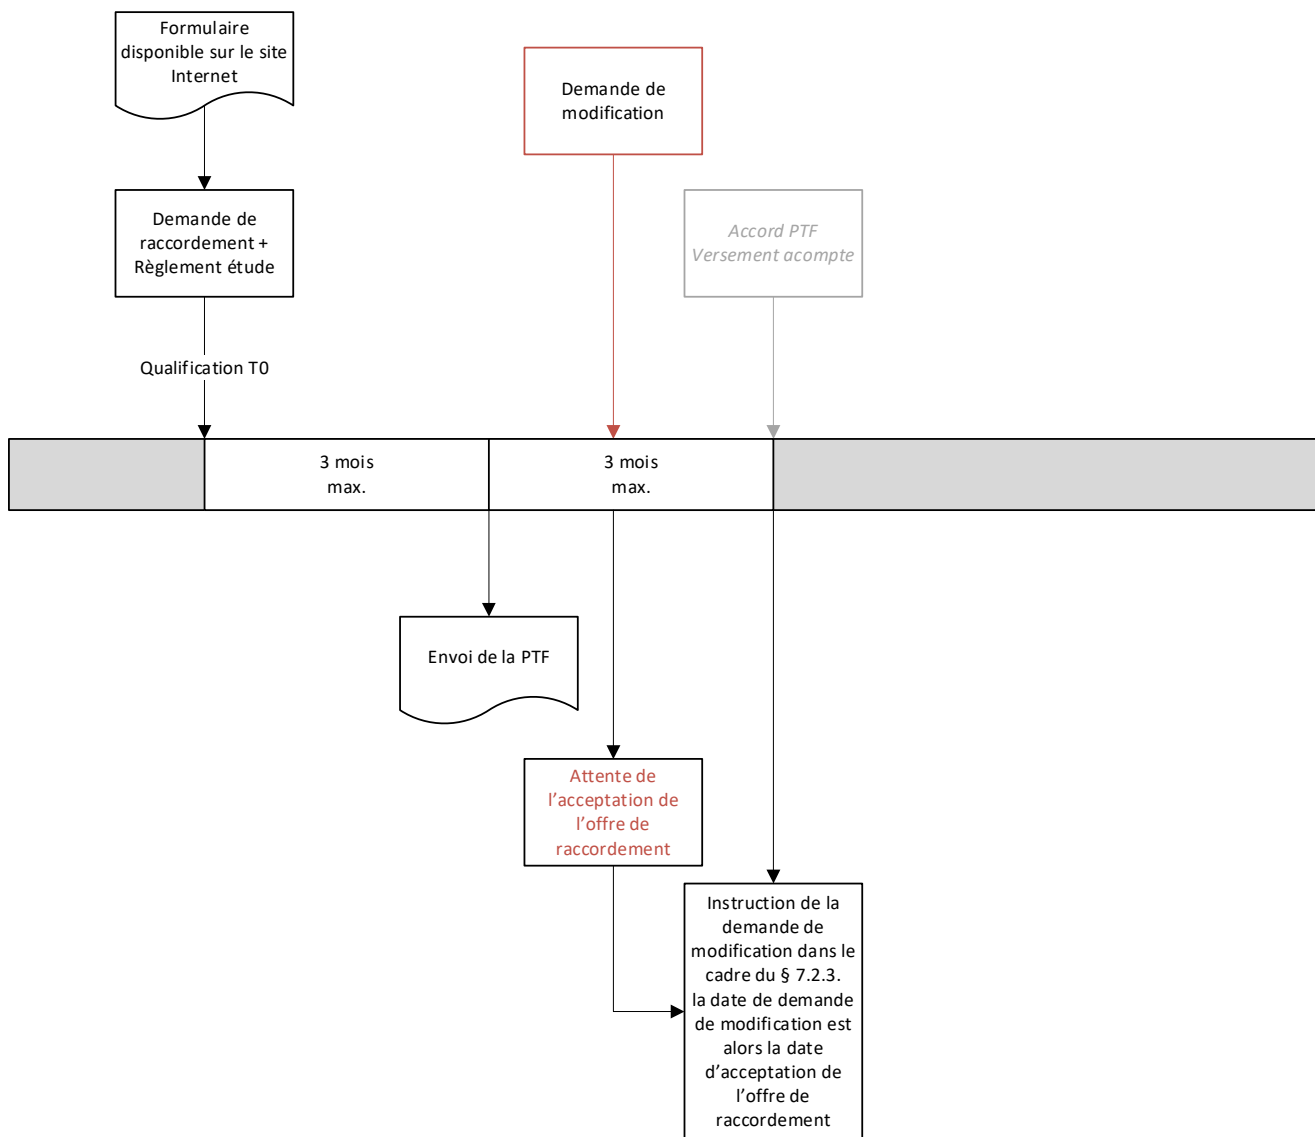 Formulaire
disponible sur le site
Internet
Demande de
modification
Demande de
raccordement +
Règlement étude
Accord PTF
Versement acompte
Qualification T0
3 mois
max.
3 mois
max.
Envoi de la PTF
Attente de
l’acceptation de
l’offre de
raccordement
Instruction de la
demande de
modification dans le
cadre du § 7.2.3.
la date de demande
de modification est
alors la date
d’acceptation de
l’offre de
raccordement